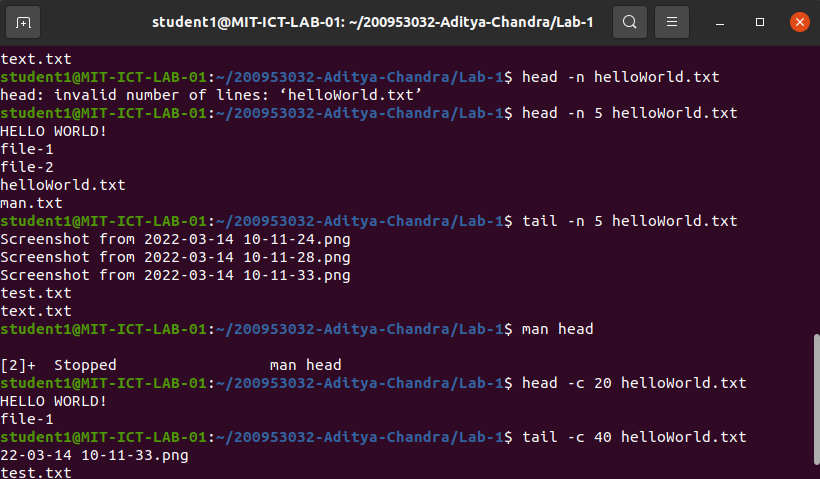 student1@MIT-ICT-LAB-01: ~/200953032-Aditya-Chandra/Lab-1
text.txt
student1@MIT-ICT-LAB-01:~/200953032-Aditya-Chandra/Lab-1$ head -n helloWorld.txt
head: invalid number of lines: ‘helloWorld.txt’
student1@MIT-ICT-LAB-01:~/200953032-Aditya-Chandra/Lab-1$ head -n 5 helloWorld.txt
HELLO WORLD!
file-1
file-2
helloWorld.txt
man.txt
student1@MIT-ICT-LAB-01:~/200953032-Aditya-Chandra/Lab-1$ tail -n 5 helloWorld.txt
Screenshot from 2022-03-14 10-11-24.png
Screenshot from 2022-03-14 10-11-28.png
Screenshot from 2022-03-14 10-11-33.png
test.txt
text.txt
student1@MIT-ICT-LAB-01:~/200953032-Aditya-Chandra/Lab-1$ man head
[2]+  Stopped                 man head
student1@MIT-ICT-LAB-01:~/200953032-Aditya-Chandra/Lab-1$ head -c 20 helloWorld.txt
HELLO WORLD!
file-1
student1@MIT-ICT-LAB-01:~/200953032-Aditya-Chandra/Lab-1$ tail -c 40 helloWorld.txt
22-03-14 10-11-33.png
test.txt